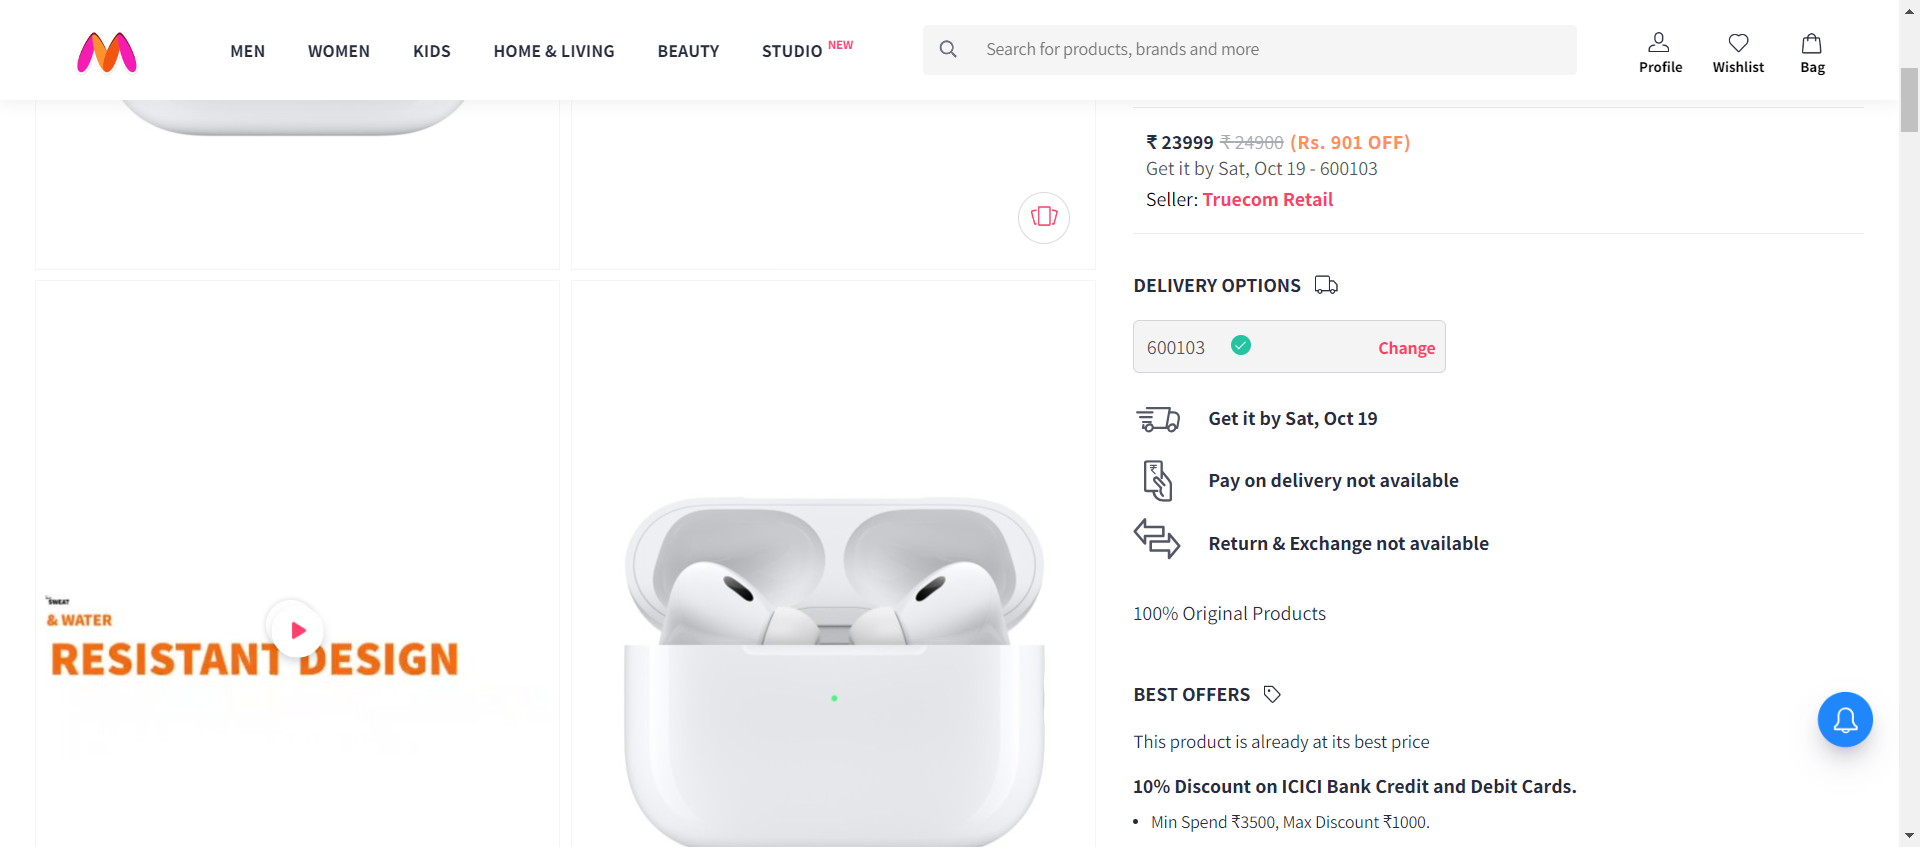 MEN WOMEN KIDS HOME & LIVING BEAUTY STUDIO NEW
Search for products, brands and more
Profile Wishlist Bag
₹ 23999 ₹ 24900 (Rs. 901 OFF)
Get it by Sat, Oct 19 - 600103
Seller: Truecom Retail
DELIVERY OPTIONS
600103 Change
Get it by Sat, Oct 19
Pay on delivery not available
Return & Exchange not available
100% Original Products
BEST OFFERS
This product is already at its best price
10% Discount on ICICI Bank Credit and Debit Cards.
• Min Spend ₹3500, Max Discount ₹1000.
SWEAT
& WATER
RESISTANT DESIGN